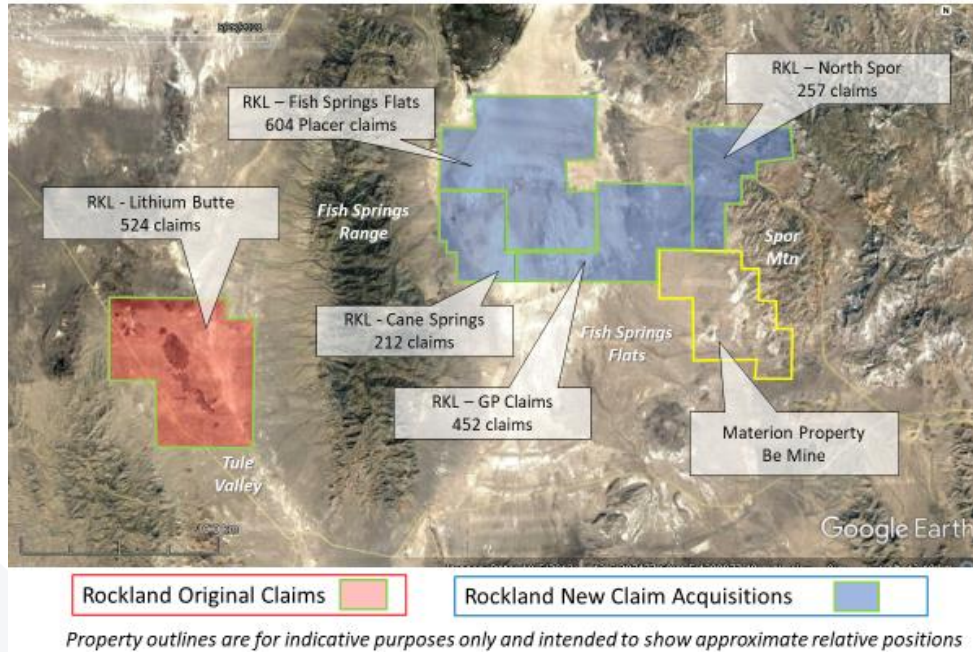 N
RKL – North Spor
257 claims
RKL – Fish Springs Flats
604 Placer claims
RKL - Lithium Butte
524 claims
Fish Springs
Range
Spor
Mtn
RKL - Cane Springs
212 claims
Fish Springs
Flats
RKL – GP Claims
452 claims
Materion Property
Be Mine
Tule
Valley
Google Earth
Rockland Original Claims
Rockland New Claim Acquisitions
Property outlines are for indicative purposes only and intended to show approximate relative positions